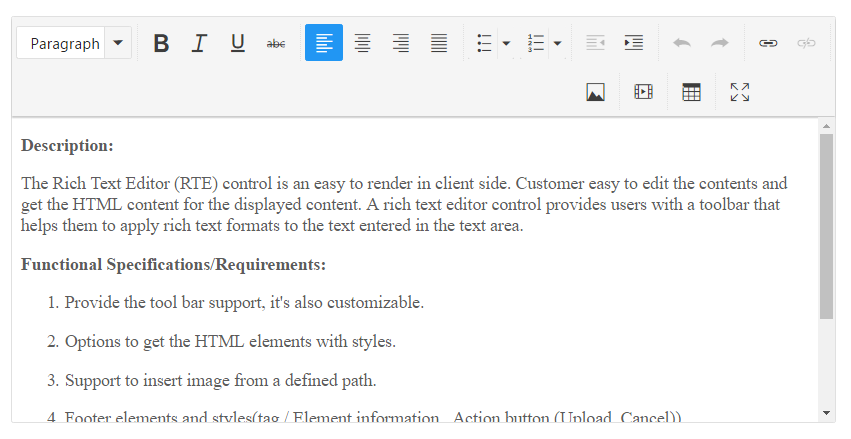 Paragraph B I U abc
Description:
The Rich Text Editor (RTE) control is an easy to render in client side. Customer easy to edit the contents and
get the HTML content for the displayed content. A rich text editor control provides users with a toolbar that
helps them to apply rich text formats to the text entered in the text area.
Functional Specifications/Requirements:
1. Provide the tool bar support, it's also customizable.
2. Options to get the HTML elements with styles.
3. Support to insert image from a defined path.
4. Footer elements and styles(tag / Element information , Action button (Upload, Cancel))